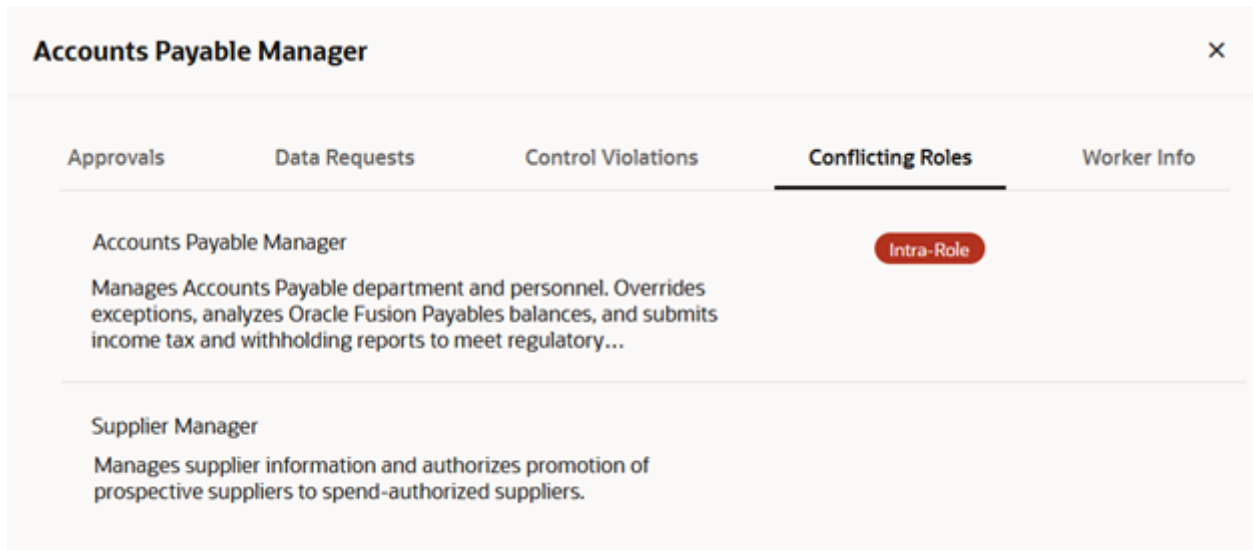 Accounts Payable Manager
Approvals Data Requests Control Violations Conflicting Roles Worker Info
Accounts Payable Manager Intra-Role
Manages Accounts Payable department and personnel. Overrides
exceptions, analyzes Oracle Fusion Payables balances, and submits
income tax and withholding reports to meet regulatory...
Supplier Manager
Manages supplier information and authorizes promotion of
prospective suppliers to spend-authorized suppliers.